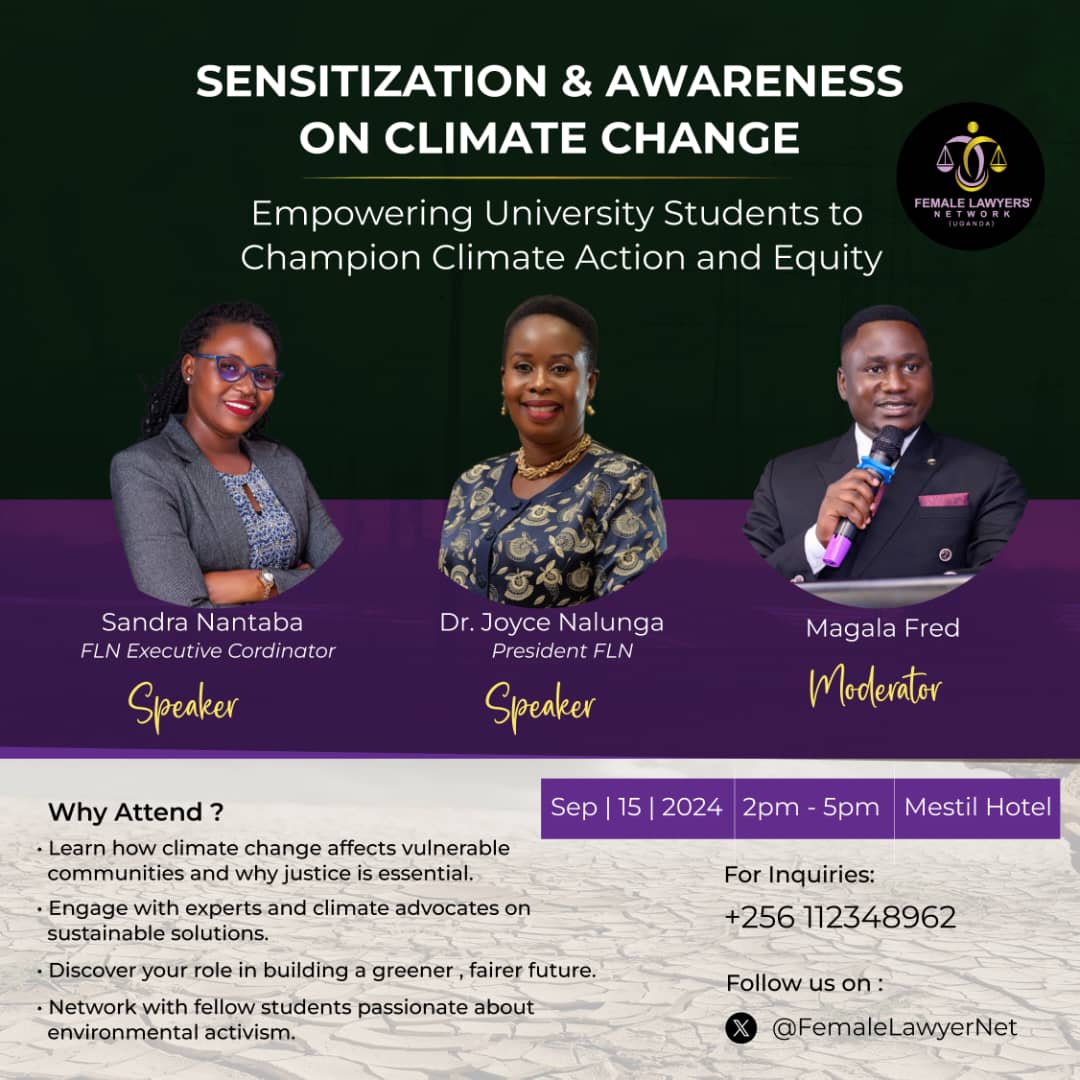 SENSITIZATION & AWARENESS
ON CLIMATE CHANGE
Empowering University Students to
Champion Climate Action and Equity
FEMALE LAWYERS'
NETWORK
(UGANDA)
Sandra Nantaba
FLN Executive Cordinator
Speaker
Dr. Joyce Nalunga
President FLN
Speaker
Magala Fred
Moderator
Sep | 15 | 2024
2pm - 5pm
Mestil Hotel
Why Attend ?
• Learn how climate change affects vulnerable
communities and why justice is essential.
• Engage with experts and climate advocates on
sustainable solutions.
• Discover your role in building a greener , fairer future.
• Network with fellow students passionate about
environmental activism.
For Inquiries:
+256 112348962
Follow us on :
@FemaleLawyerNet